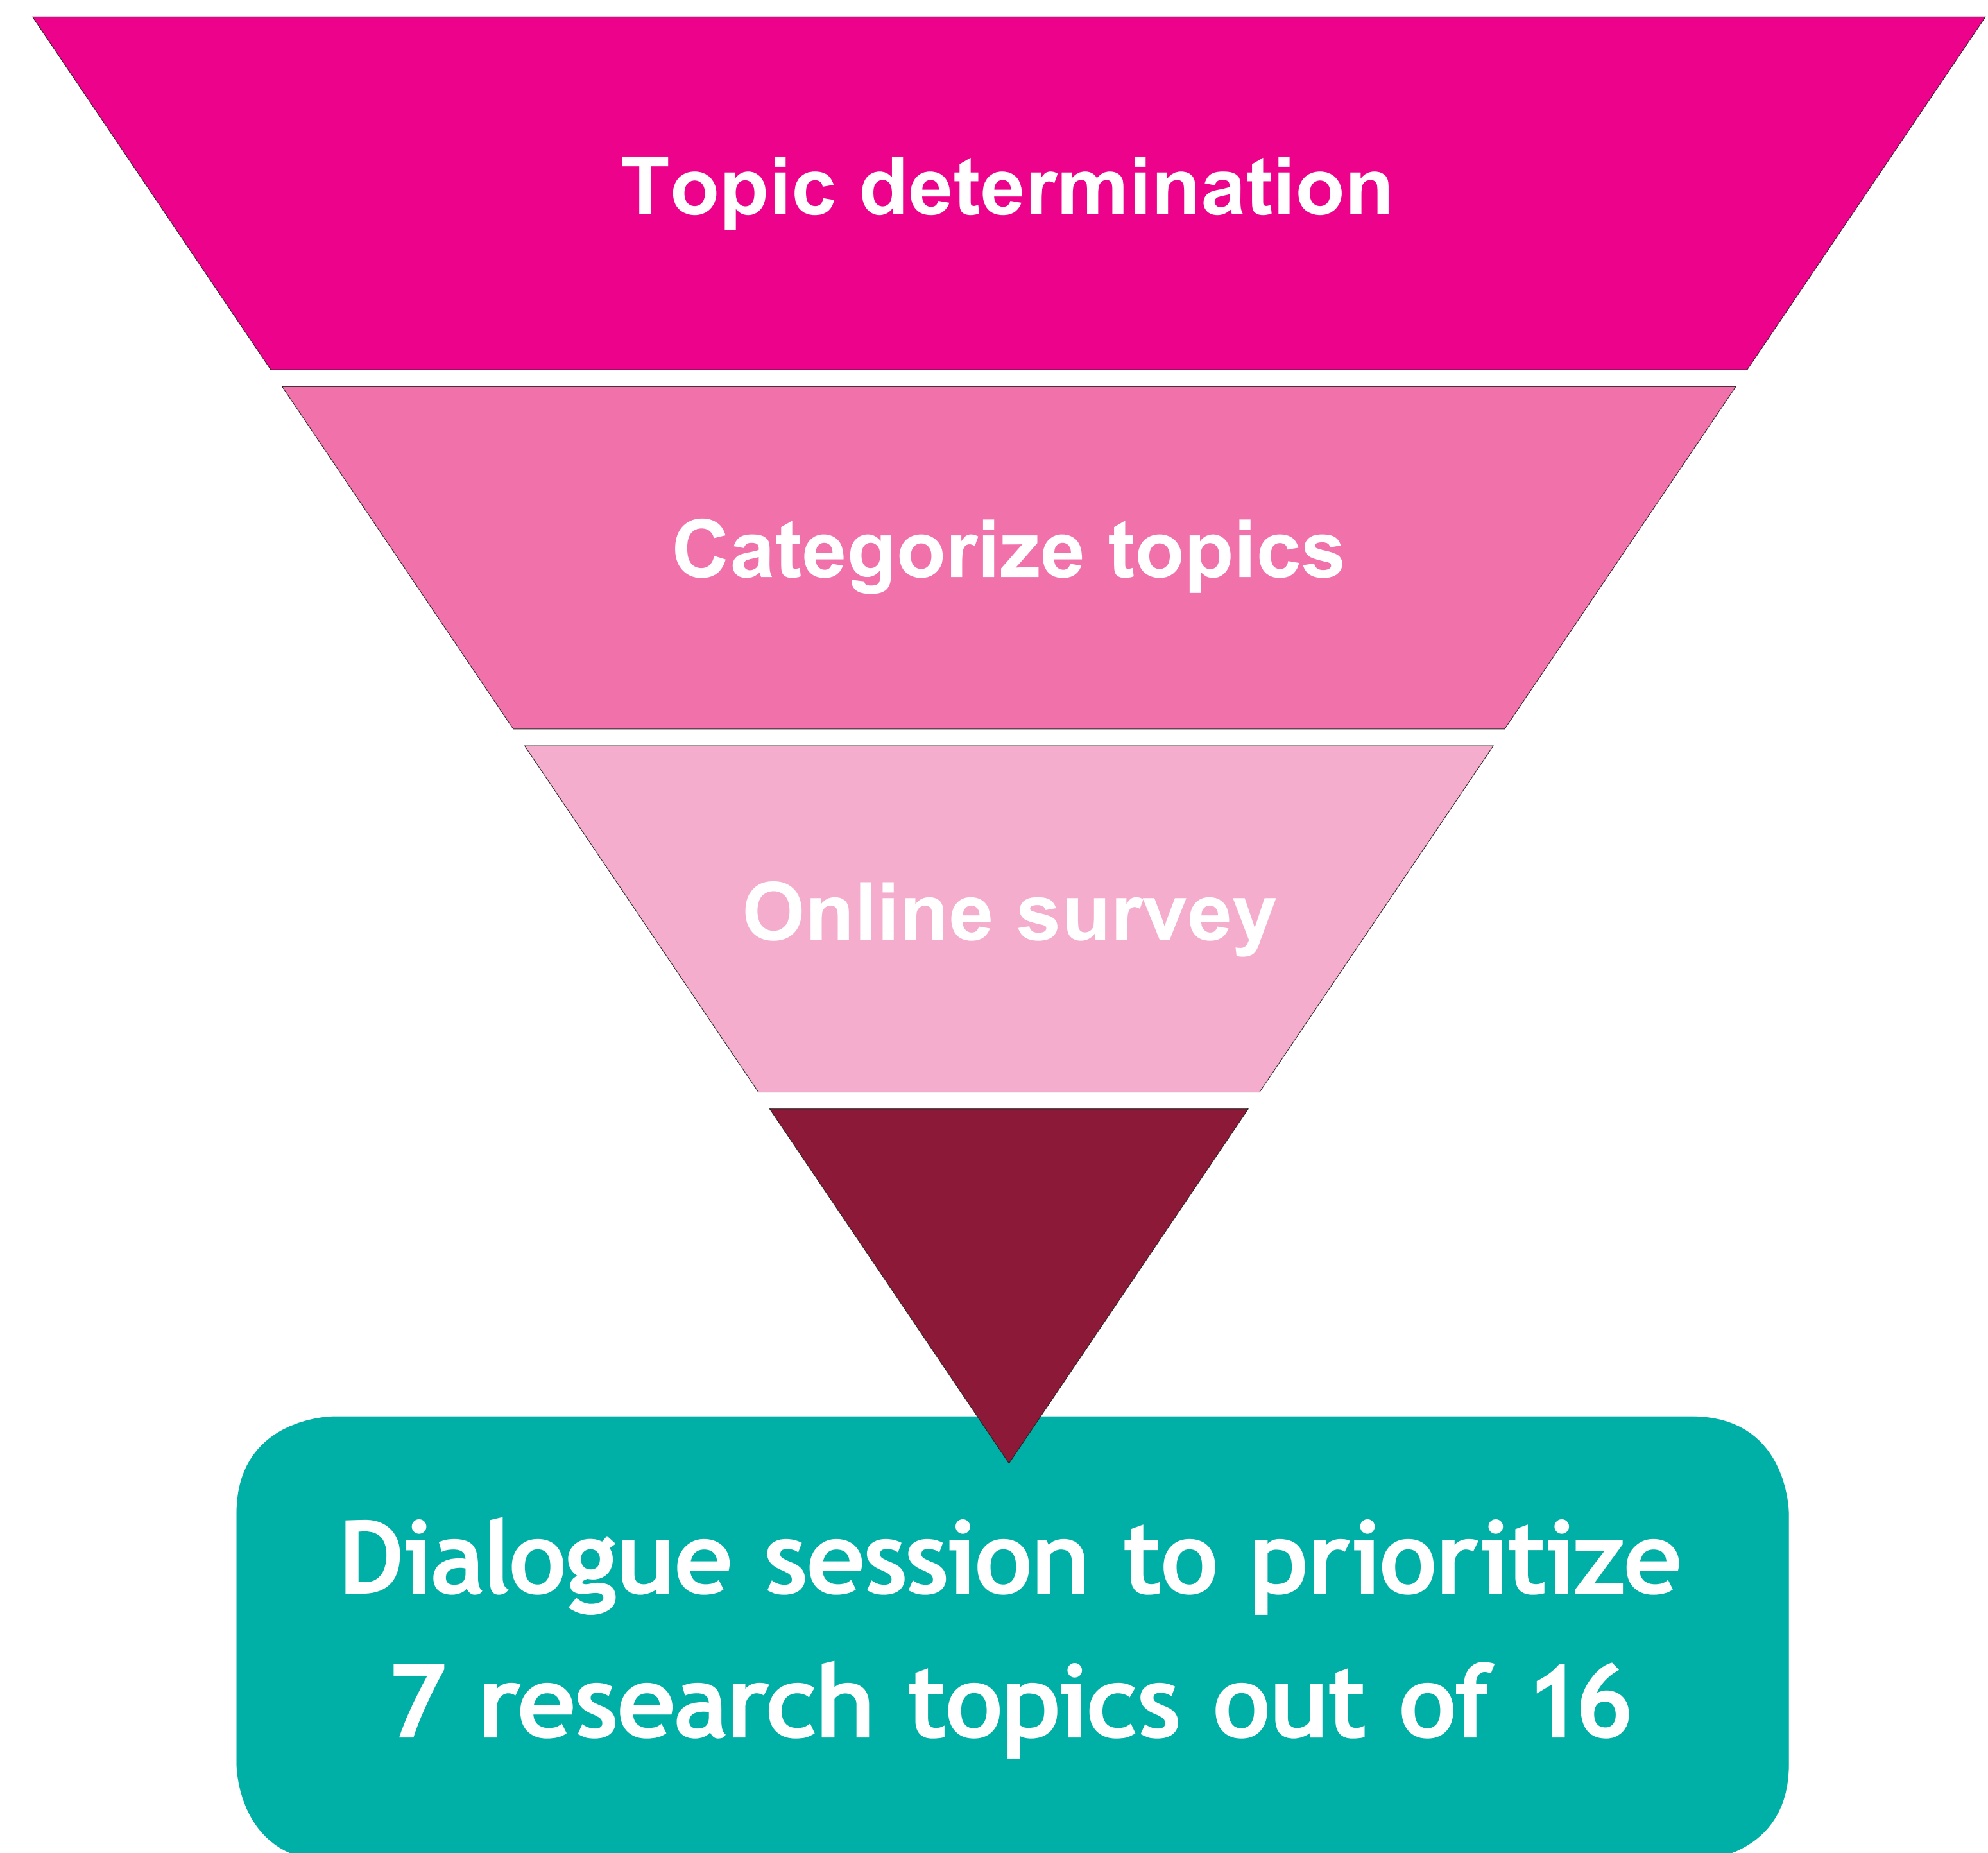 Topic determination
Categorize topics
Online survey
Dialogue session to prioritize
7 research topics out of 16